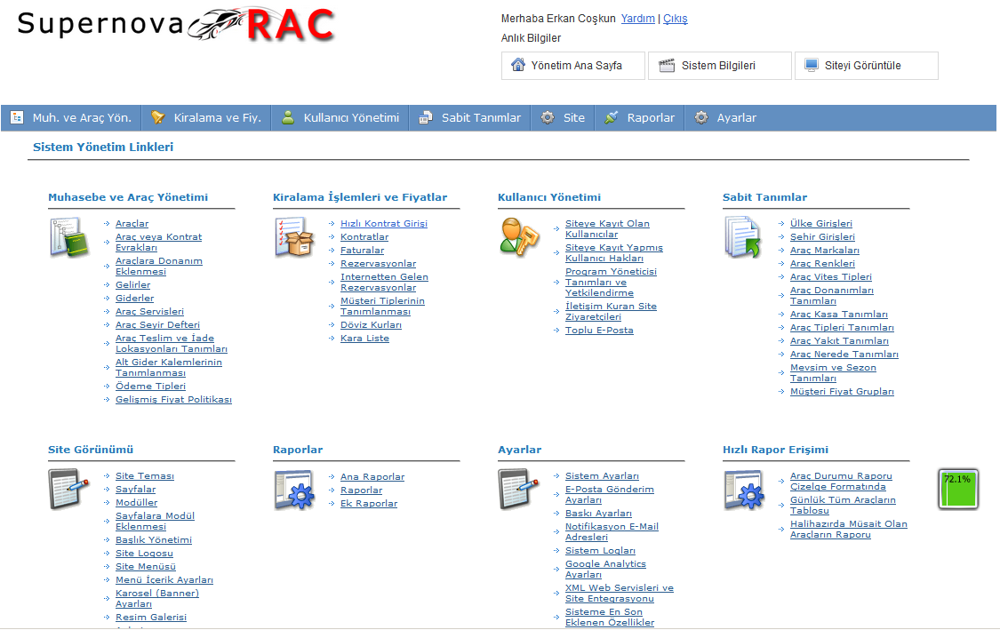 Supernova RAC
Merhaba Erkan Coşkun Yardım | Çıkış
Anlık Bilgiler
Yönetim Ana Sayfa Sistem Bilgileri Siteyi Görüntüle
Muh. ve Araç Yön. Kiralama ve Fiy. Kullanıcı Yönetimi Sabit Tanımlar Site Raporlar Ayarlar
Sistem Yönetim Linkleri
Muhasebe ve Araç Yönetimi
Araçlar
Araç veya Kontrat
Evrakları
Araçlara Donanım
Eklenmesi
Gelirler
Giderler
Araç Servisleri
Araç Seyir Defteri
Araç Teslim ve İade
Lokasyonları Tanımları
Alt Gider Kalemlerinin
Tanımlanması
Ödeme Tipleri
Gelişmiş Fiyat Politikası
Kiralama İşlemleri ve Fiyatlar
Hızlı Kontrat Girişi
Kontratlar
Faturalar
Rezervasyonlar
Internetten Gelen
Rezervasyonlar
Müşteri Tiplerinin
Tanımlanması
Döviz Kurları
Kara Liste
Kullanıcı Yönetimi
Siteye Kayıt Olan
Kullanıcılar
Siteye Kayıt Yapmış
Kullanıcı Hakları
Program Yöneticisi
Tanımları ve
Yetkilendirme
İletişim Kuran Site
Ziyaretçileri
Toplu E-Posta
Sabit Tanımlar
Ülke Girişleri
Şehir Girişleri
Araç Markaları
Araç Renkleri
Araç Vites Tipleri
Araç Donanımları
Tanımları
Araç Kasa Tanımları
Araç Tipleri Tanımları
Araç Yakıt Tanımları
Araç Nerede Tanımları
Mevsim ve Sezon
Tanımları
Müşteri Fiyat Grupları
Site Görünümü
Site Teması
Sayfalar
Modüller
Sayfalara Modül
Eklenmesi
Başlık Yönetimi
Site Logosu
Site Menüsü
Menü İçerik Ayarları
Karosel (Banner)
Ayarları
Resim Galerisi
Raporlar
Ana Raporlar
Raporlar
Ek Raporlar
Ayarlar
Sistem Ayarları
E-Posta Gönderim
Ayarları
Baskı Ayarları
Notifikasyon E-Mail
Adresleri
Sistem Logları
Google Analytics
Ayarları
XML Web Servisleri ve
Site Entegrasyonu
Sisteme En Son
Eklenen Özellikler
Hızlı Rapor Erişimi
Araç Durumu Raporu
Çizelge Formatında
Günlük Tüm Araçların
Tablosu
Halihazırda Müsait Olan
Araçların Raporu
72.1%